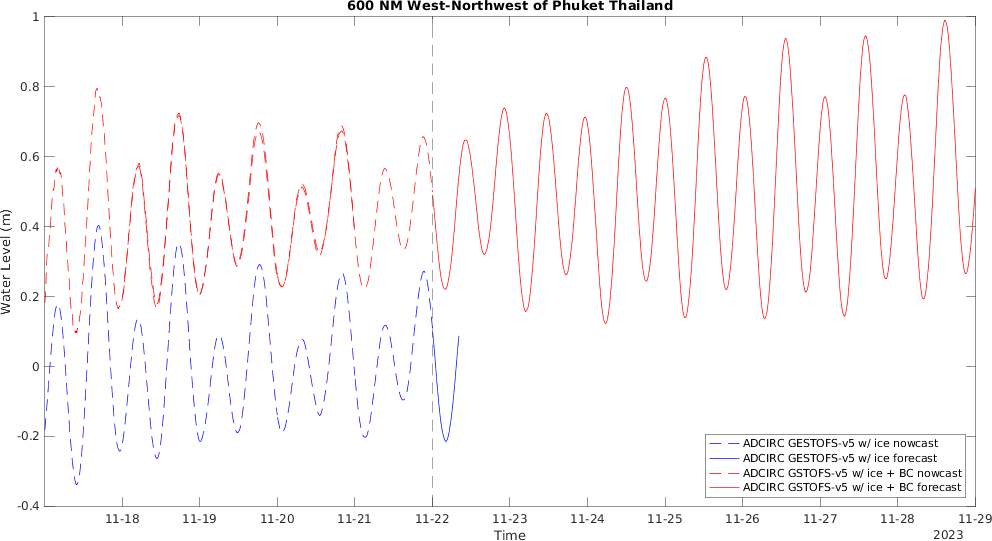 600 NM West-Northwest of Phuket Thailand
1
0.8
0.6
0.4
0.2
0
-0.2
-0.4
Water Level (m)
11-18 11-19 11-20 11-21 11-22 11-23 11-24 11-25 11-26 11-27 11-28 11-29
Time
2023
ADCIRC GESTOFS-v5 w/ ice nowcast
ADCIRC GESTOFS-v5 w/ ice forecast
ADCIRC GSTOFS-v5 w/ ice + BC nowcast
ADCIRC GSTOFS-v5 w/ ice + BC forecast